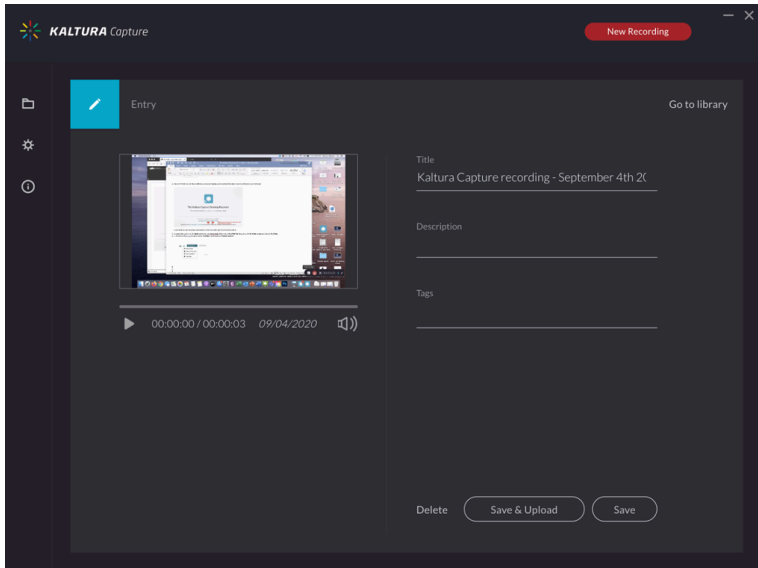 KALTURA Capture
New Recording
Entry
Go to library
Title
Kaltura Capture recording - September 4th 20
Description
Tags
00:00:00 / 00:00:03 09/04/2020
Delete
Save & Upload
Save